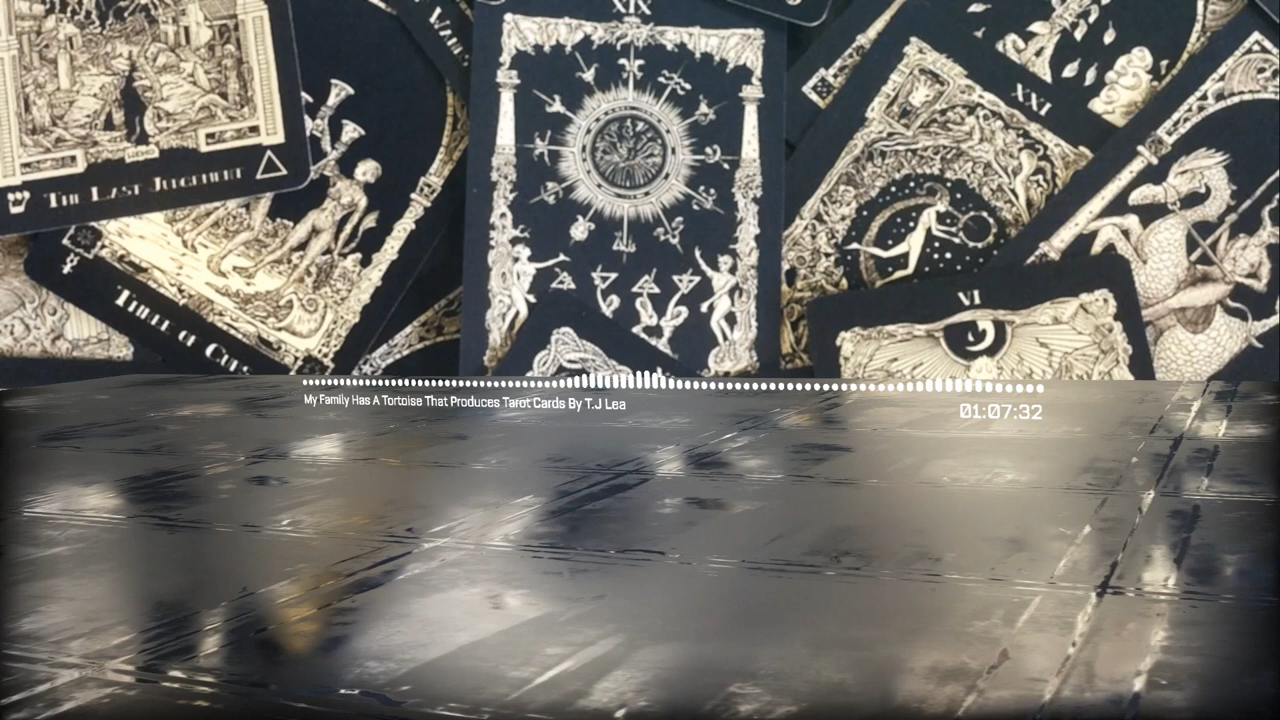 XIX
XXI
THE LAST JUDGEMENT
ש
VI
THREE OF CUPS
My Family Has A Tortoise That Produces Tarot Cards By T.J Lea
01:07:32